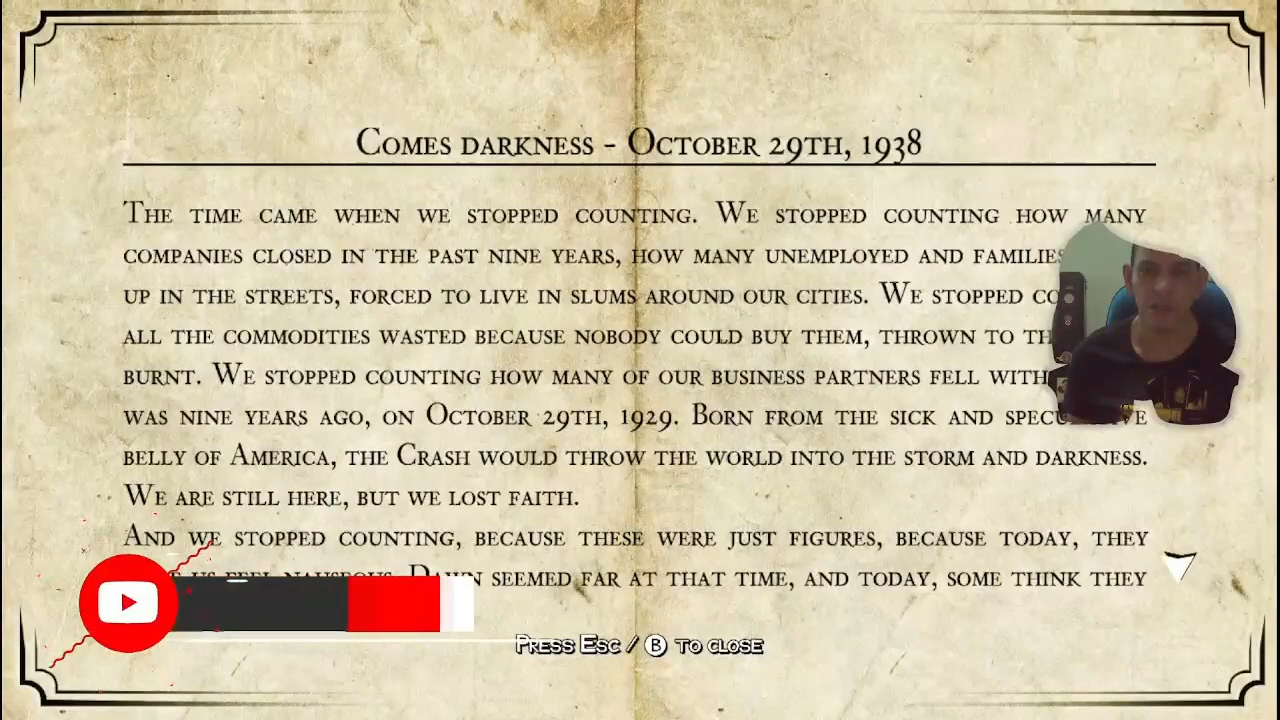 Comes darkness - October 29th, 1938
The time came when we stopped counting. We stopped counting how many
companies closed in the past nine years, how many unemployed and families
up in the streets, forced to live in slums around our cities. We stopped
all the commodities wasted because nobody could buy them, thrown to
burnt. We stopped counting how many of our business partners fell
was nine years ago, on October 29th, 1929. Born from the sick and
belly of America, the Crash would throw the world into the storm and darkness.
We are still here, but we lost faith.
And we stopped counting, because these were just figures, because today, they
us feel nauseous. Dawn seemed far at that time, and today, some think they
Press Esc / B to close